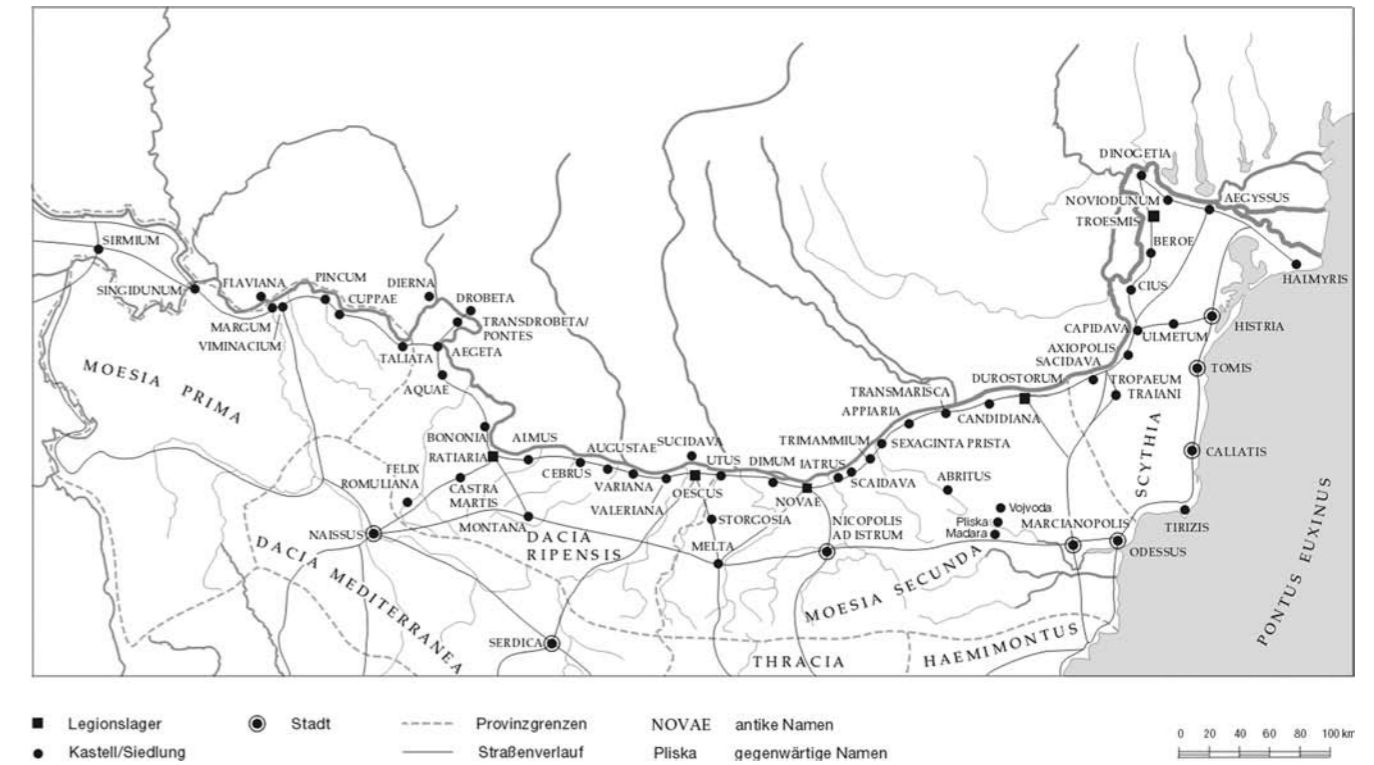 DINOGETIA
NOVIODUNUM
AEGYSSUS
TROESMIS
SIRMIUM
BEROE
SINGIDUNUM
FLAVIANA
PINCUM
DIERNA
HALMYRIS
CIUS
CUPPAE
DROBETA
MARGUM
TRANSDROBETA/
PONTES
CAPIDAVA
HISTRIA
VIMINACIUM
ULMETUM
TALIATA
AEGETA
AXIOPOLIS
SACIDAVA
TOMIS
MOESIA PRIMA
AQUAE
TRANSMARISCA
DUROSTORUM
TROPAEUM
TRAIANI
APPIARIA
CANDIDIANA
BONONIA
ALMUS
AUGUSTAE
SUCIDAVA
TRIMAMMIUM
SEXAGINTA PRISTA
RATIARIA
UTUS
DIMUM
IATRUS
CALLATIS
FELIX
ROMULIANA
CEBRUS
VARIANA
OESCUS
SCAIDAVA
ABRITUS
SCYTHIA
CASTRA
MARTIS
VALERIANA
NOVAE
Vojvoda
MONTANA
STORGOSIA
NICOPOLIS
AD ISTRUM
Pliska
Madara
MARCIANOPOLIS
TIRIZIS
NAISSUS
DACIA
RIPENSIS
MELTA
ODESSUS
DACIA MEDITERRANEA
MOESIA SECUNDA
PONTUS EUXINUS
SERDICA
THRACIA
HAEMIMONTUS
Legionslager
Stadt
Provinzgrenzen
NOVAE
antike Namen
Kastell/Siedlung
Straßenverlauf
Pliska
gegenwärtige Namen
0 20 40 60 80 100 km